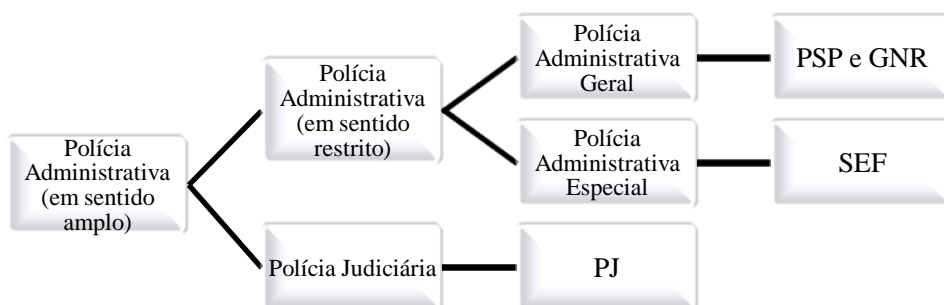 Polícia
Administrativa
(em sentido
amplo)
Polícia
Administrativa
(em sentido
restrito)
Polícia
Administrativa
Geral
PSP e GNR
Polícia
Administrativa
Especial
SEF
Polícia Judiciária
PJ